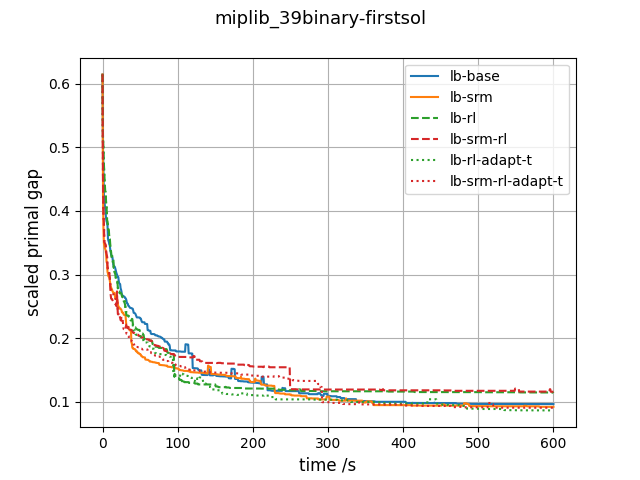 miplib_39binary-firstsol
lb-base
lb-srm
lb-rl
lb-srm-rl
lb-rl-adapt-t
lb-srm-rl-adapt-t
scaled primal gap
0.6
0.5
0.4
0.3
0.2
0.1
0 100 200 300 400 500 600
time /s